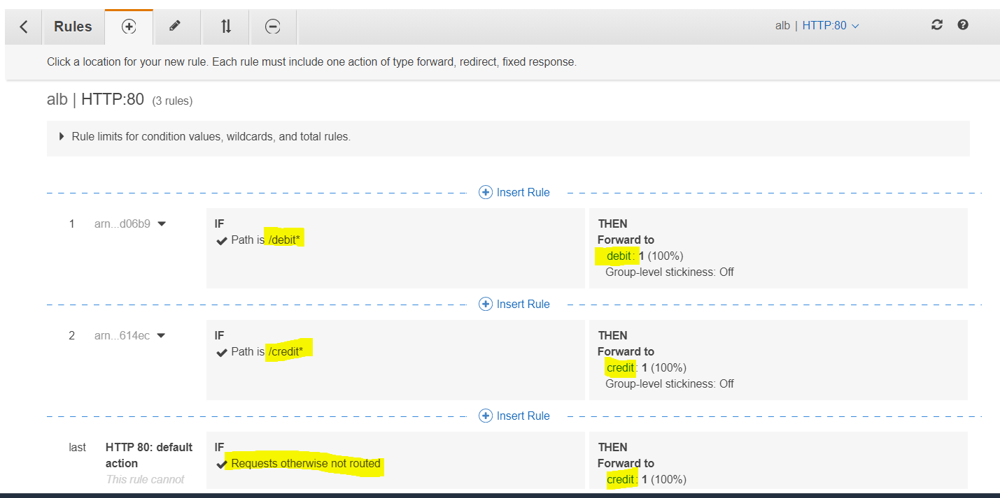 Rules
alb | HTTP:80
Click a location for your new rule. Each rule must include one action of type forward, redirect, fixed response.
alb | HTTP:80 (3 rules)
Rule limits for condition values, wildcards, and total rules.
Insert Rule
1 arn...d06b9
IF
Path is /debit*
THEN
Forward to
debit: 1 (100%)
Group-level stickiness: Off
Insert Rule
2 arn...614ec
IF
Path is /credit*
THEN
Forward to
credit: 1 (100%)
Group-level stickiness: Off
Insert Rule
last HTTP 80: default
action
This rule cannot
IF
Requests otherwise not routed
THEN
Forward to
credit: 1 (100%)